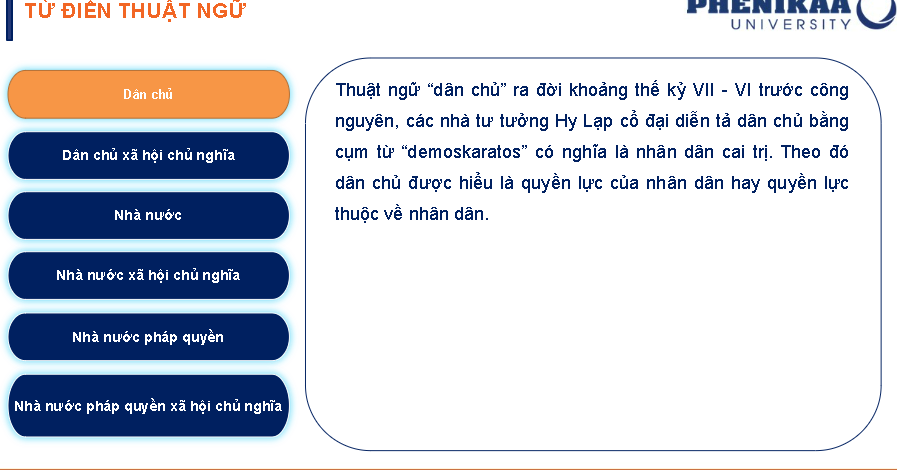 TỪ ĐIỂN THUẬT NGỮ
PHENIKAA
UNIVERSITY
Dân chủ
Dân chủ xã hội chủ nghĩa
Nhà nước
Nhà nước xã hội chủ nghĩa
Nhà nước pháp quyền
Nhà nước pháp quyền xã hội chủ nghĩa
Thuật ngữ “dân chủ” ra đời khoảng thế kỷ VII - VI trước công
nguyên, các nhà tư tưởng Hy Lạp cổ đại diễn tả dân chủ bằng
cụm từ “demoskaratos” có nghĩa là nhân dân cai trị. Theo đó
dân chủ được hiểu là quyền lực của nhân dân hay quyền lực
thuộc về nhân dân.